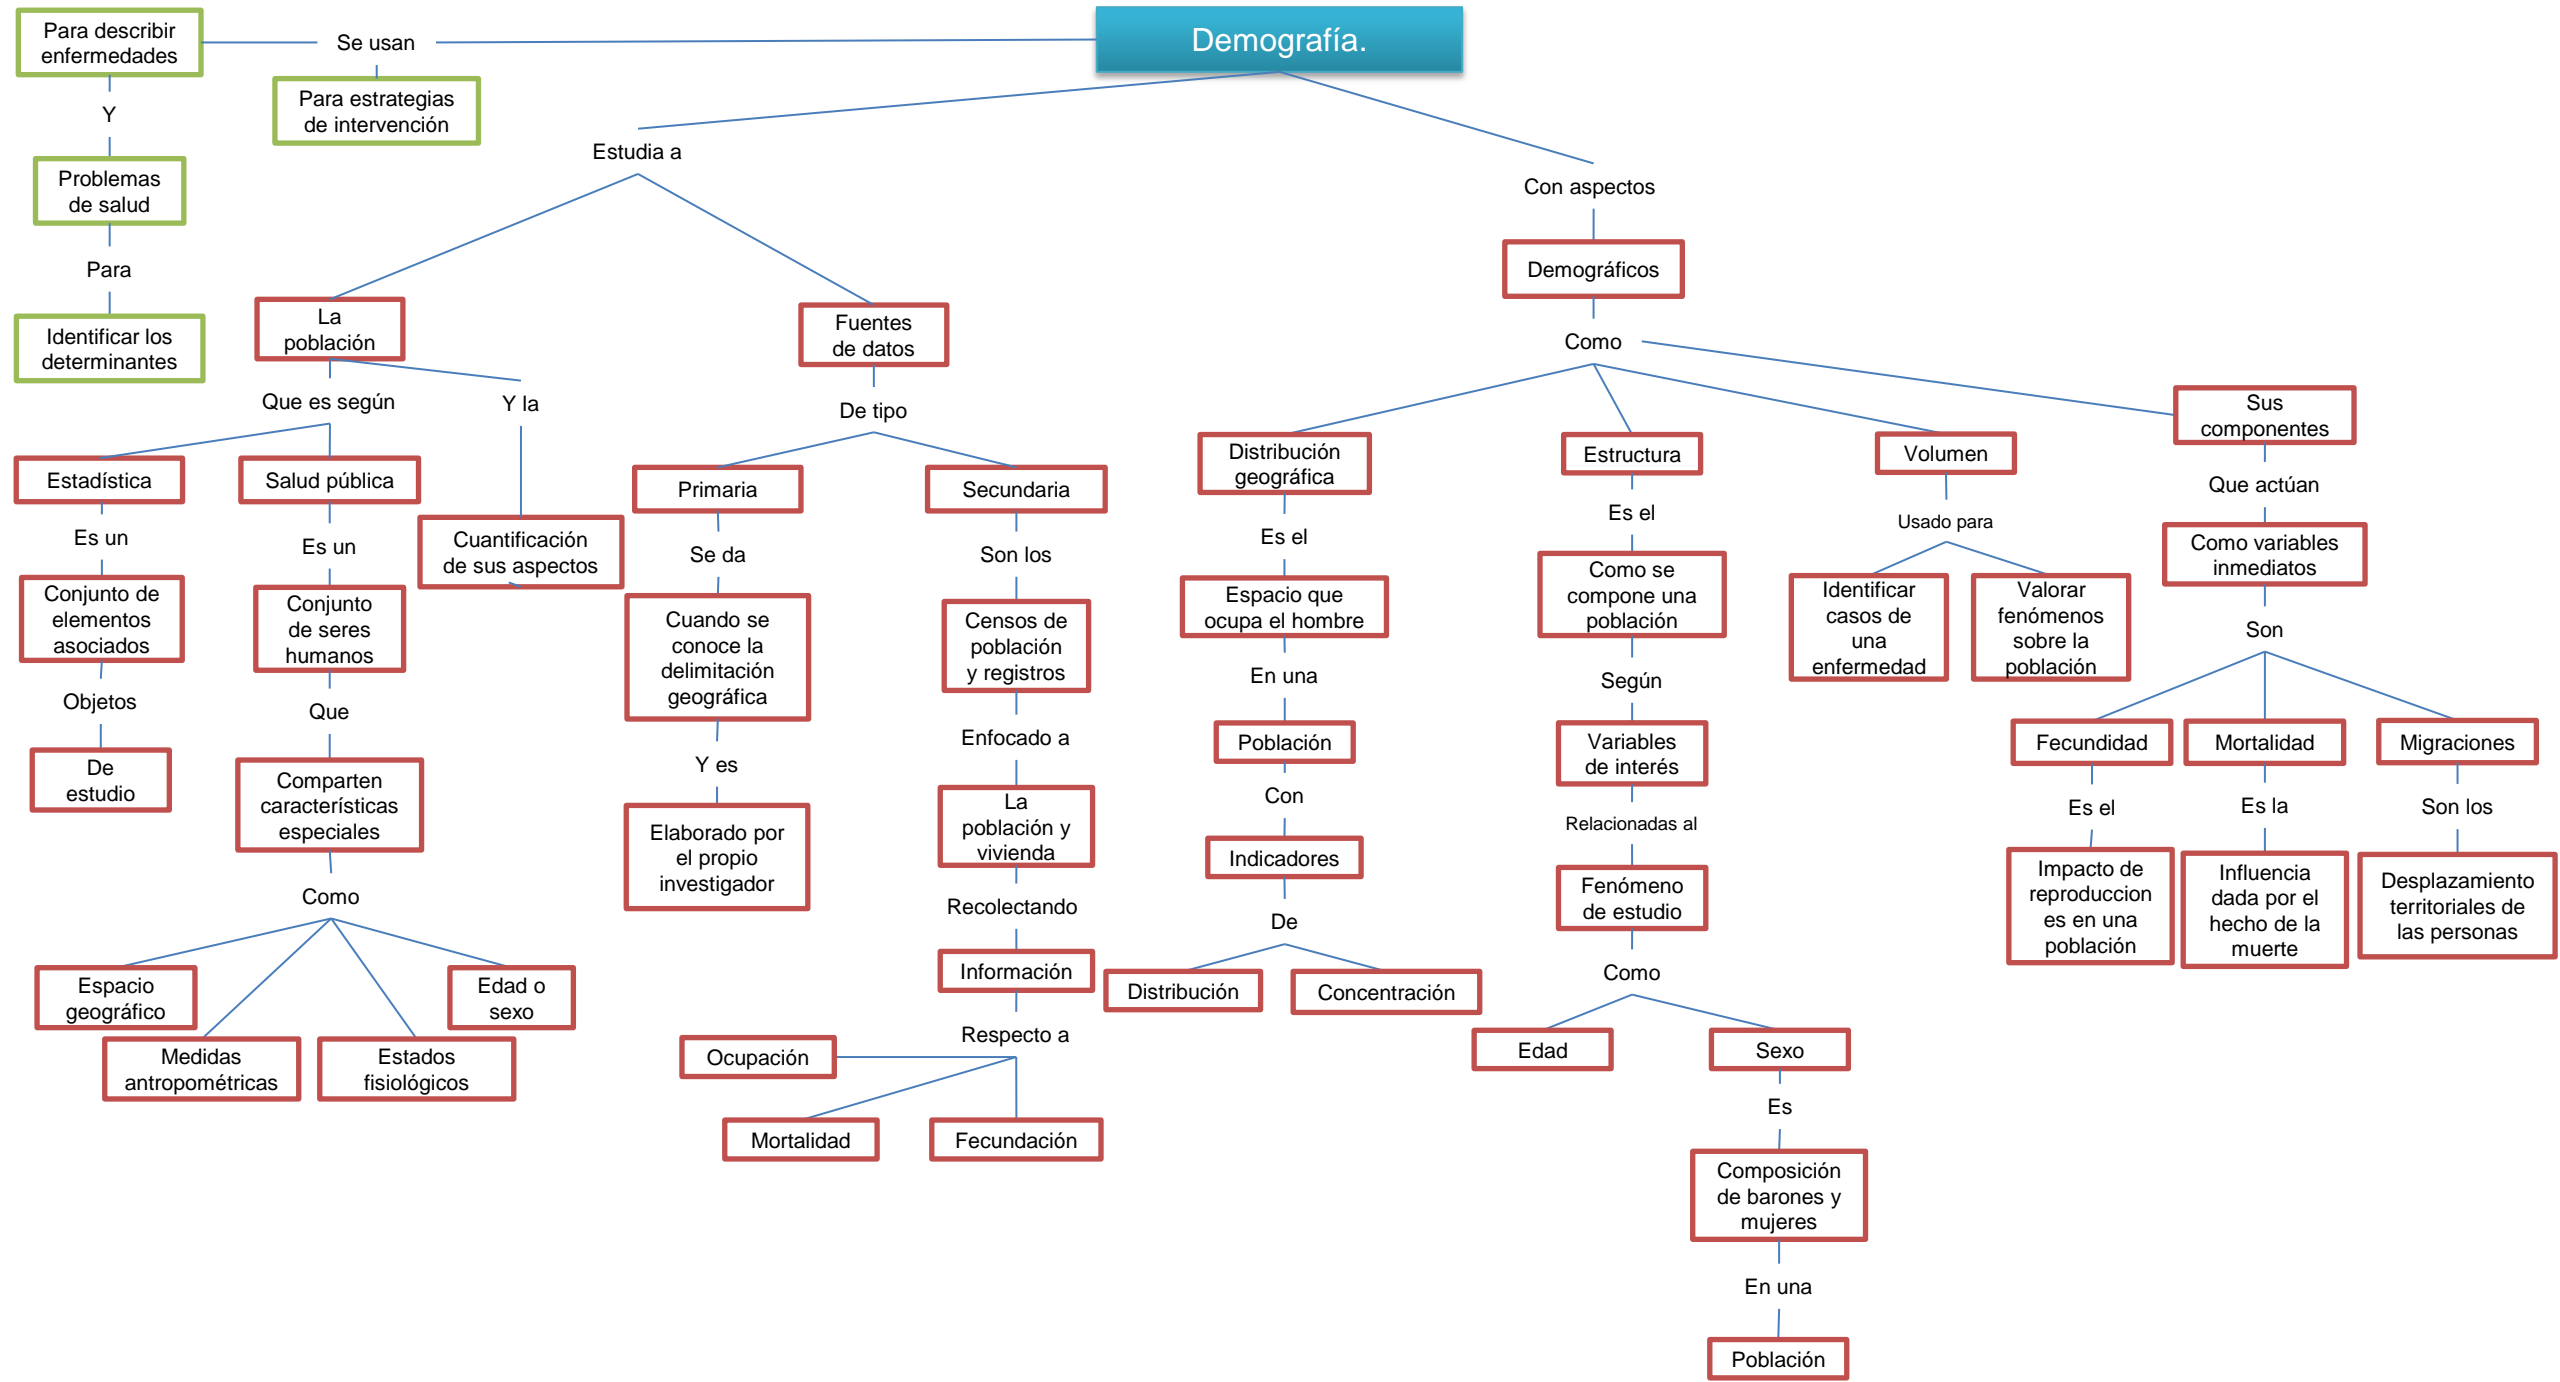 Demografía.
Se usan
Para describir
enfermedades
Y
Problemas
de salud
Para
Identificar los
determinantes
Para estrategias
de intervención
Estudia a
La
población
Que es según
Estadística
Es un
Conjunto de
elementos
asociados
Objetos
De
estudio
Salud pública
Es un
Conjunto
de seres
humanos
Que
Comparten
características
especiales
Como
Espacio
geográfico
Medidas
antropométricas
Estados
fisiológicos
Edad o
sexo
Y la
Cuantificación
de sus aspectos
Fuentes
de datos
De tipo
Primaria
Se da
Cuando se
conoce la
delimitación
geográfica
Y es
Elaborado por
el propio
investigador
Secundaria
Son los
Censos de
población
y registros
Enfocado a
La
población y
vivienda
Recolectando
Información
Respecto a
Ocupación
Mortalidad
Fecundación
Con aspectos
Demográficos
Como
Distribución
geográfica
Es el
Espacio que
ocupa el hombre
En una
Población
Con
Indicadores
De
Distribución
Concentración
Estructura
Es el
Como se
compone una
población
Según
Variables
de interés
Relacionadas al
Fenómeno
de estudio
Como
Edad
Sexo
Es
Composición
de barones y
mujeres
En una
Población
Volumen
Usado para
Identificar
casos de
una
enfermedad
Valorar
fenómenos
sobre la
población
Sus
componentes
Que actúan
Como variables
inmediatos
Son
Fecundidad
Es el
Impacto de
reproduccion
es en una
población
Mortalidad
Es la
Influencia
dada por el
hecho de la
muerte
Migraciones
Son los
Desplazamiento
territoriales de
las personas